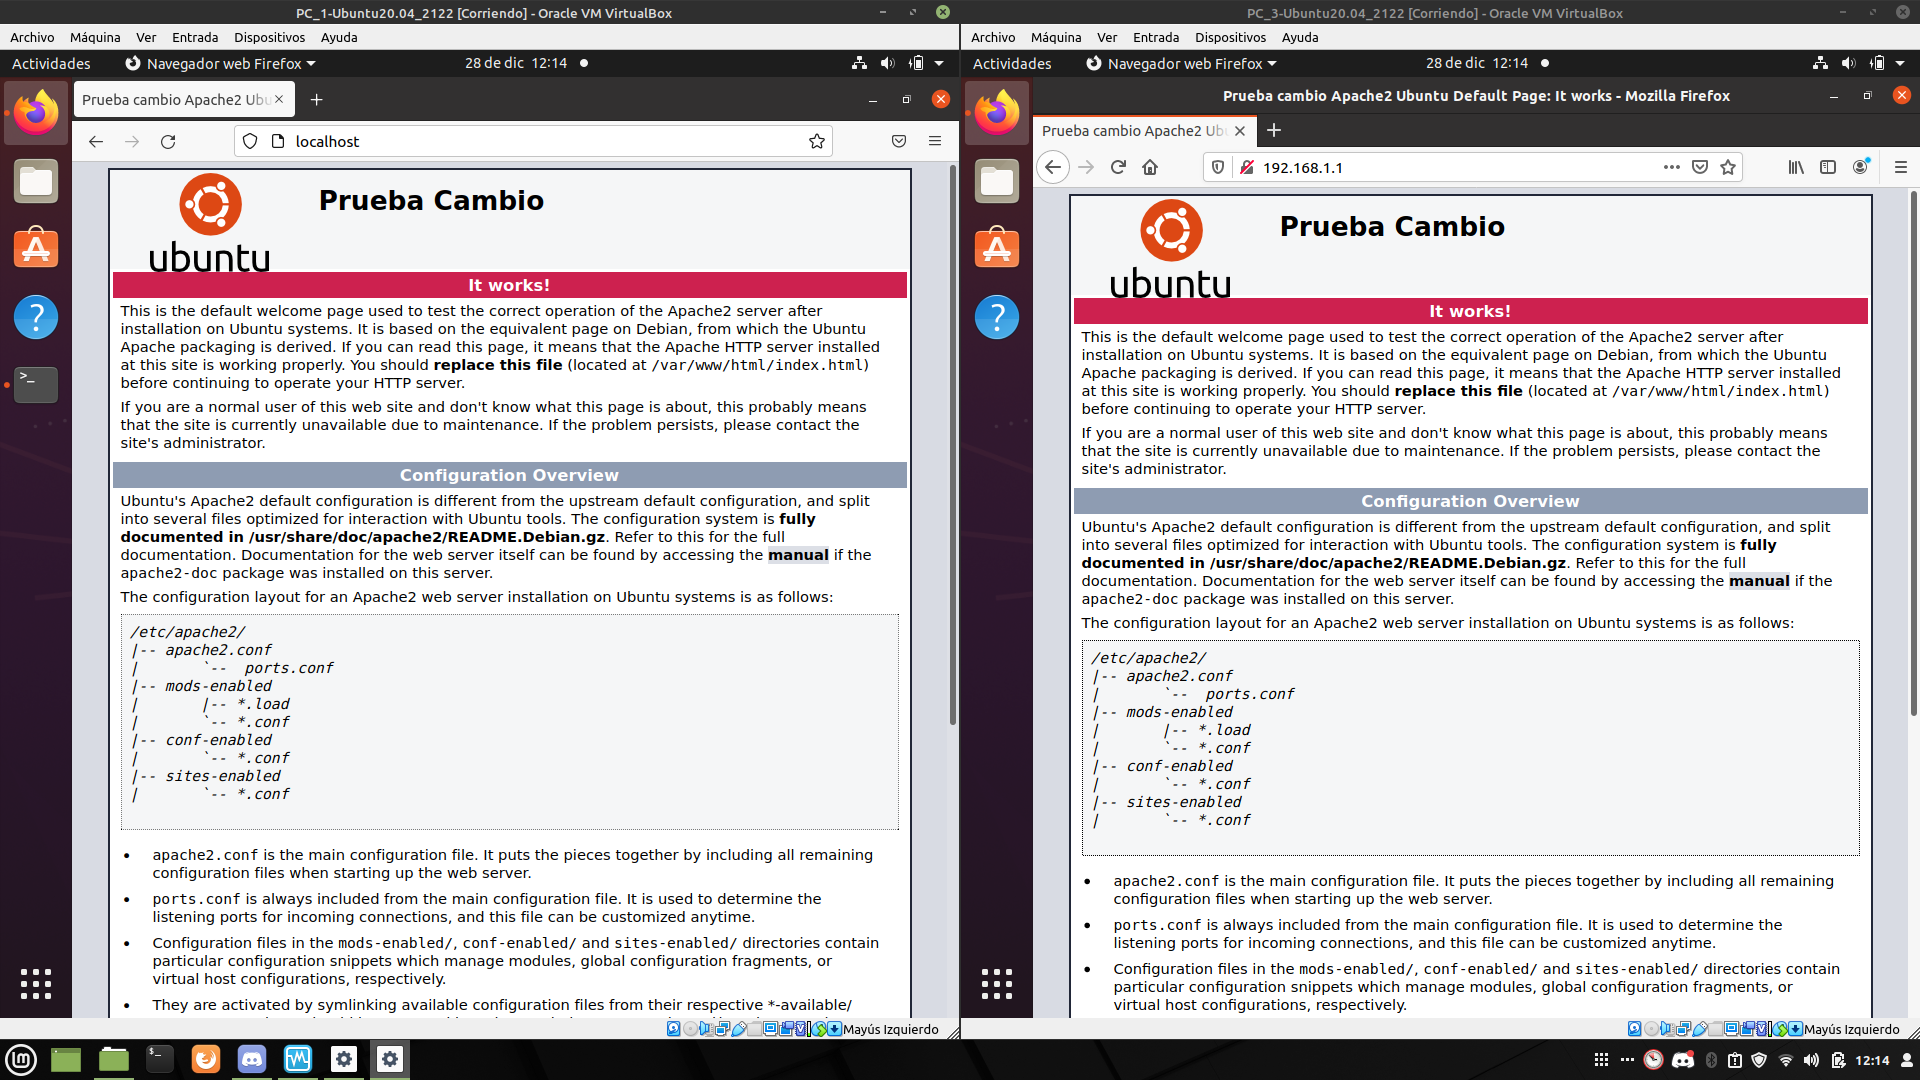 PC_1-Ubuntu20.04_2122 [Corriendo] - Oracle VM VirtualBox
Archivo Máquina Ver Entrada Dispositivos Ayuda
Actividades Navegador web Firefox 28 de dic 12:14
Prueba cambio Apache2 Ubu
localhost
ubuntu
Prueba Cambio
It works!
This is the default welcome page used to test the correct operation of the Apache2 server after
installation on Ubuntu systems. It is based on the equivalent page on Debian, from which the Ubuntu
Apache packaging is derived. If you can read this page, it means that the Apache HTTP server installed
at this site is working properly. You should replace this file (located at /var/www/html/index.html)
before continuing to operate your HTTP server.
If you are a normal user of this web site and don't know what this page is about, this probably means
that the site is currently unavailable due to maintenance. If the problem persists, please contact the
site's administrator.
Configuration Overview
Ubuntu's Apache2 default configuration is different from the upstream default configuration, and split
into several files optimized for interaction with Ubuntu tools. The configuration system is fully
documented in /usr/share/doc/apache2/README.Debian.gz. Refer to this for the full
documentation. Documentation for the web server itself can be found by accessing the manual if the
apache2-doc package was installed on this server.
The configuration layout for an Apache2 web server installation on Ubuntu systems is as follows:
/etc/apache2/
|-- apache2.conf
|       `--  ports.conf
|-- mods-enabled
|       |-- *.load
|       `-- *.conf
|-- conf-enabled
|       `-- *.conf
|-- sites-enabled
|       `-- *.conf
• apache2.conf is the main configuration file. It puts the pieces together by including all remaining
configuration files when starting up the web server.
• ports.conf is always included from the main configuration file. It is used to determine the
listening ports for incoming connections, and this file can be customized anytime.
• Configuration files in the mods-enabled/, conf-enabled/ and sites-enabled/ directories contain
particular configuration snippets which manage modules, global configuration fragments, or
virtual host configurations, respectively.
• They are activated by symlinking available configuration files from their respective *-available/
Mayús Izquierdo
PC_3-Ubuntu20.04_2122 [Corriendo] - Oracle VM VirtualBox
Archivo Máquina Ver Entrada Dispositivos Ayuda
Actividades Navegador web Firefox 28 de dic 12:14
Prueba cambio Apache2 Ubuntu Default Page: It works - Mozilla Firefox
Prueba cambio Apache2 Ub
192.168.1.1
ubuntu
Prueba Cambio
It works!
This is the default welcome page used to test the correct operation of the Apache2 server after
installation on Ubuntu systems. It is based on the equivalent page on Debian, from which the Ubuntu
Apache packaging is derived. If you can read this page, it means that the Apache HTTP server installed
at this site is working properly. You should replace this file (located at /var/www/html/index.html)
before continuing to operate your HTTP server.
If you are a normal user of this web site and don't know what this page is about, this probably means
that the site is currently unavailable due to maintenance. If the problem persists, please contact the
site's administrator.
Configuration Overview
Ubuntu's Apache2 default configuration is different from the upstream default configuration, and split
into several files optimized for interaction with Ubuntu tools. The configuration system is fully
documented in /usr/share/doc/apache2/README.Debian.gz. Refer to this for the full
documentation. Documentation for the web server itself can be found by accessing the manual if the
apache2-doc package was installed on this server.
The configuration layout for an Apache2 web server installation on Ubuntu systems is as follows:
/etc/apache2/
|-- apache2.conf
|       `--  ports.conf
|-- mods-enabled
|       |-- *.load
|       `-- *.conf
|-- conf-enabled
|       `-- *.conf
|-- sites-enabled
|       `-- *.conf
• apache2.conf is the main configuration file. It puts the pieces together by including all remaining
configuration files when starting up the web server.
• ports.conf is always included from the main configuration file. It is used to determine the
listening ports for incoming connections, and this file can be customized anytime.
• Configuration files in the mods-enabled/, conf-enabled/ and sites-enabled/ directories contain
particular configuration snippets which manage modules, global configuration fragments, or
virtual host configurations, respectively.
Mayús Izquierdo
12:14